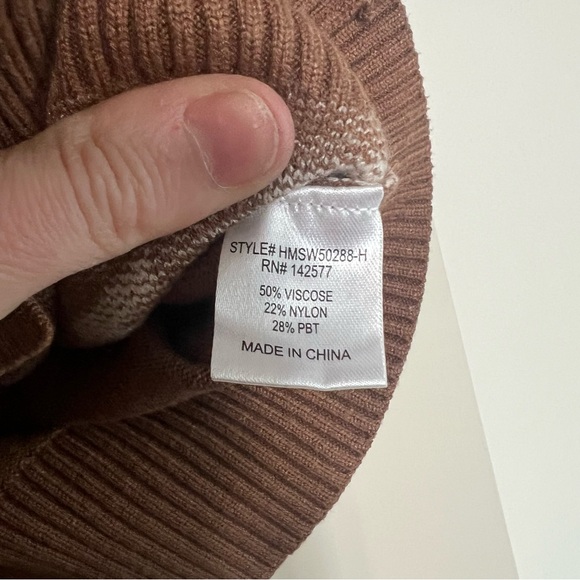 STYLE# HMSW50288-H
RN# 142577
50% VISCOSE
22% NYLON
28% PBT
MADE IN CHINA